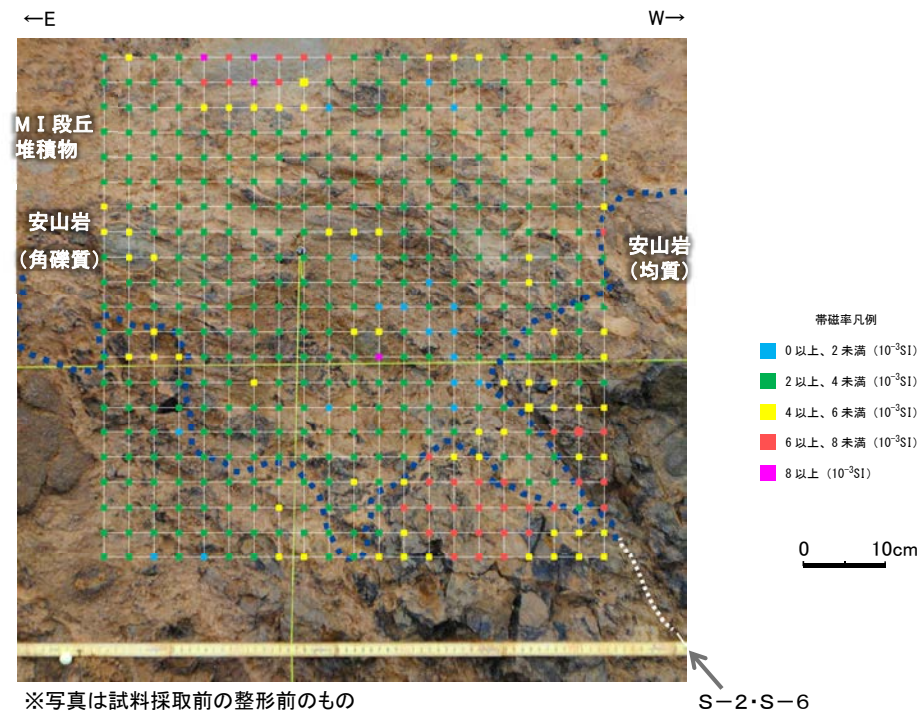 ←E
W→
MⅠ段丘
堆積物
安山岩
（角礫質）
安山岩
（均質）
帯磁率凡例
0以上、2未満（10⁻³SI）
2以上、4未満（10⁻³SI）
4以上、6未満（10⁻³SI）
6以上、8未満（10⁻³SI）
8以上（10⁻³SI）
0 10cm
※写真は試料採取前の整形前のもの
S－2・S－6